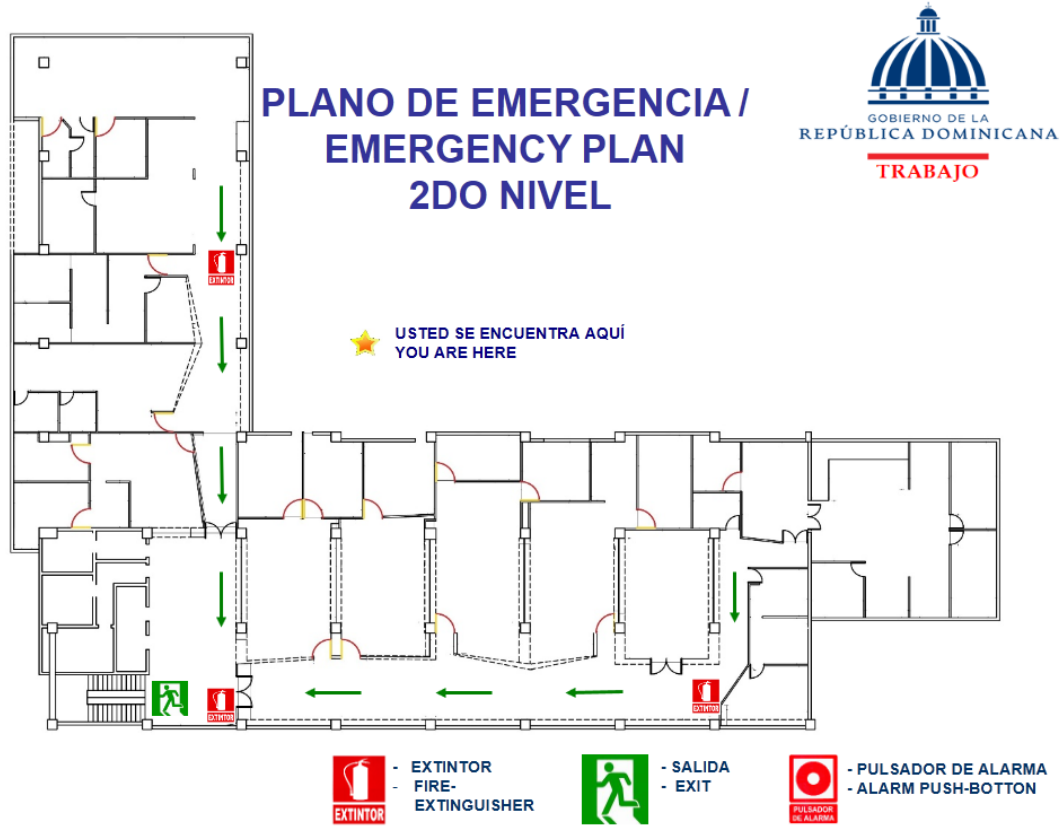 PLANO DE EMERGENCIA /
EMERGENCY PLAN
2DO NIVEL
GOBIERNO DE LA
REPÚBLICA DOMINICANA
TRABAJO
EXTINTOR
USTED SE ENCUENTRA AQUÍ
YOU ARE HERE
EXTINTOR
EXTINTOR
EXTINTOR
- EXTINTOR
- FIRE-
EXTINGUISHER
- SALIDA
- EXIT
PULSADOR
DE ALARMA
- PULSADOR DE ALARMA
- ALARM PUSH-BOTTON